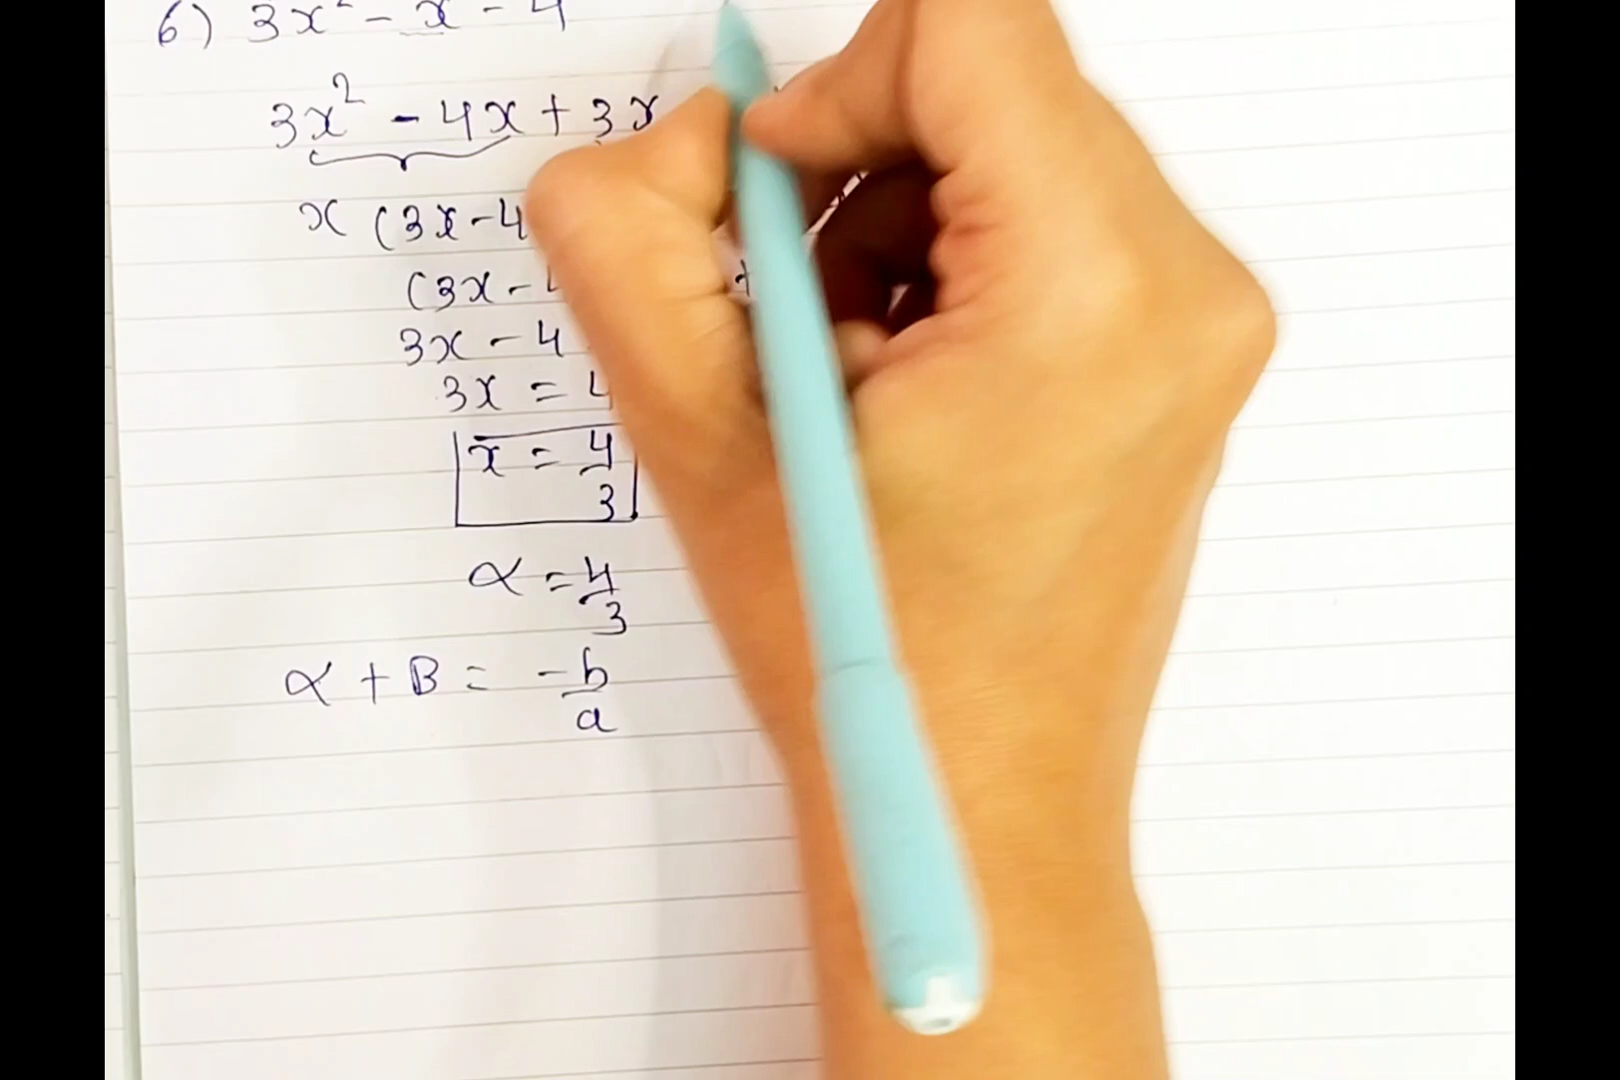 6) 3x² - x - 4
3x² - 4x + 3x
x (3x-4
(3x - +
3x - 4
3x = 4
x = 4/3
α = 4/3
α + B = -b/a